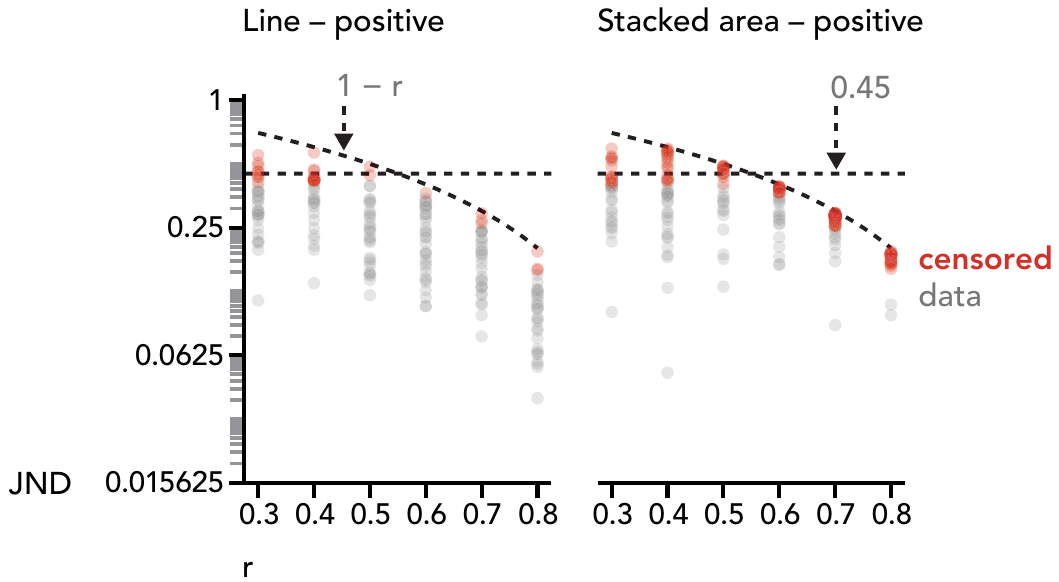 Line – positive
Stacked area – positive
1 – r
0.45
1
0.25
0.0625
0.015625
JND
censored
data
0.3 0.4 0.5 0.6 0.7 0.8
0.3 0.4 0.5 0.6 0.7 0.8
r